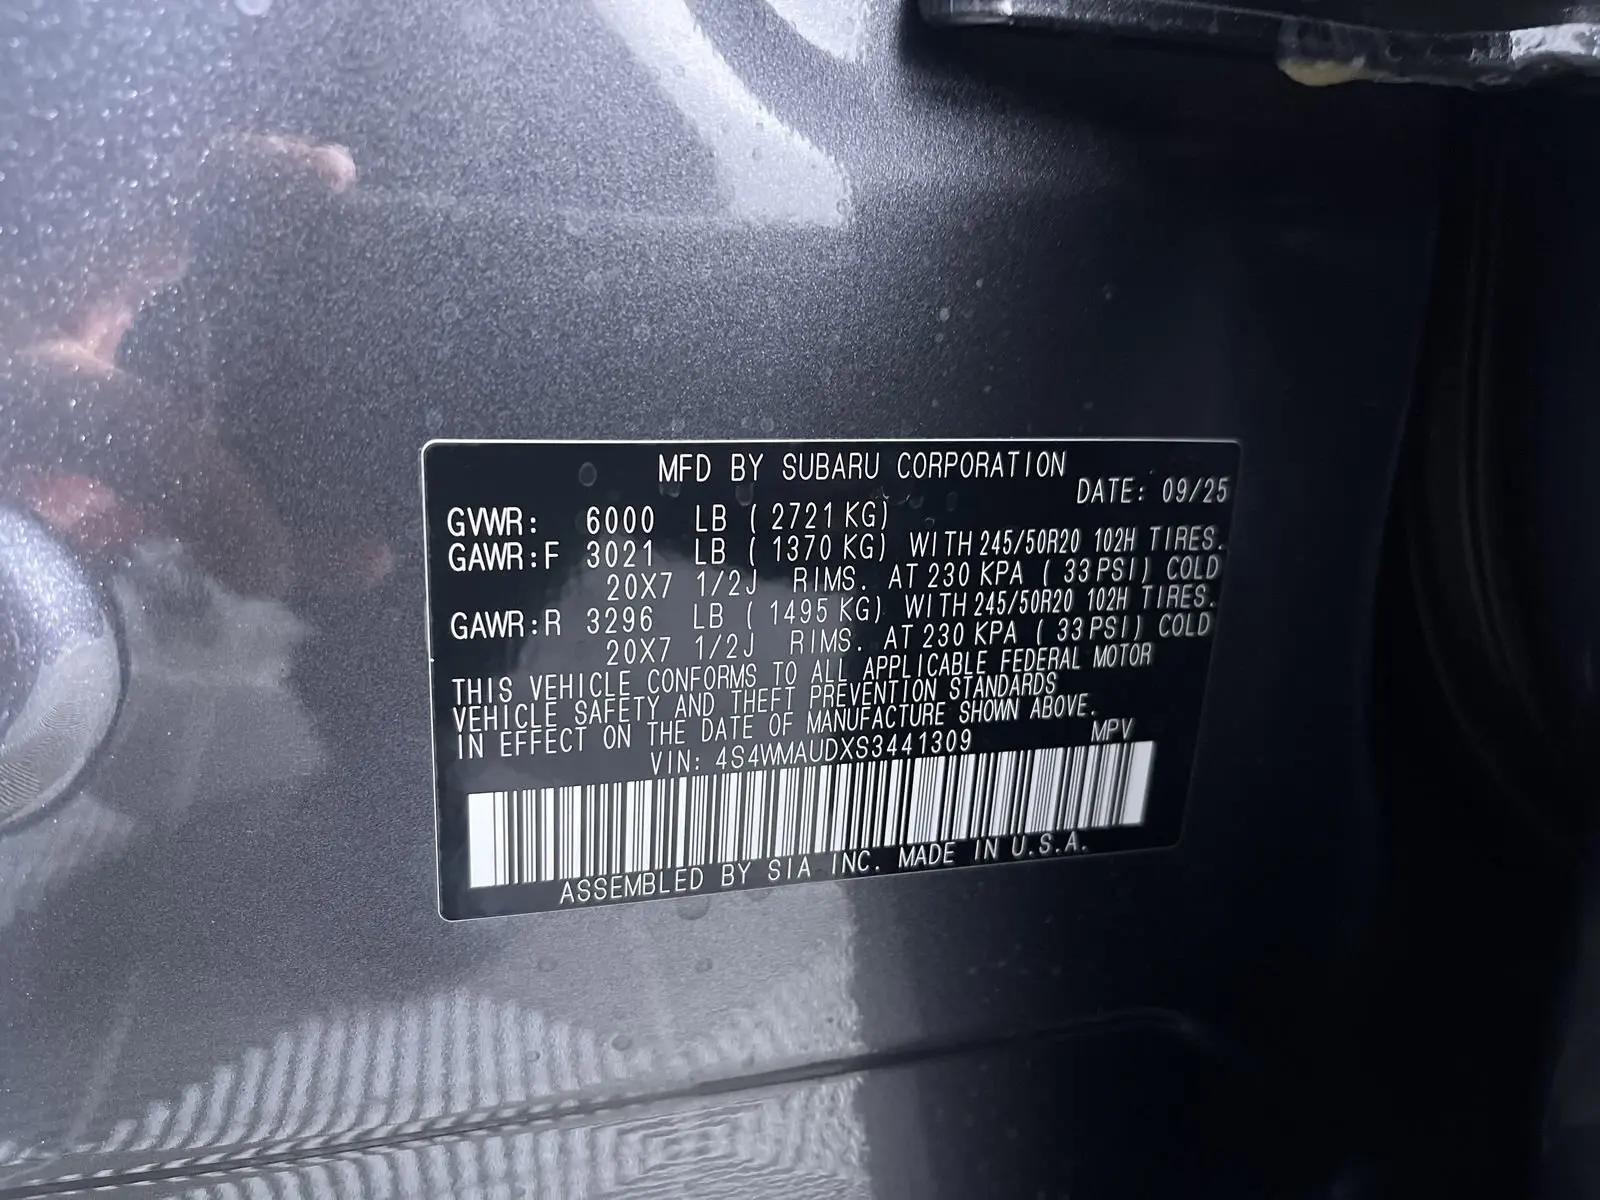 MFD BY SUBARU CORPORATION
DATE: 09/25
GVWR: 6000 LB ( 2721 KG)
GAWR:F 3021 LB ( 1370 KG) WITH 245/50R20 102H TIRES.
20X7 1/2J RIMS. AT 230 KPA ( 33 PSI) COLD
GAWR:R 3296 LB ( 1495 KG) WITH 245/50R20 102H TIRES.
20X7 1/2J RIMS. AT 230 KPA ( 33 PSI) COLD
THIS VEHICLE CONFORMS TO ALL APPLICABLE FEDERAL MOTOR
VEHICLE SAFETY AND THEFT PREVENTION STANDARDS
IN EFFECT ON THE DATE OF MANUFACTURE SHOWN ABOVE.
VIN: 4S4WMAUDXS3441309 MPV
ASSEMBLED BY SIA INC. MADE IN U.S.A.